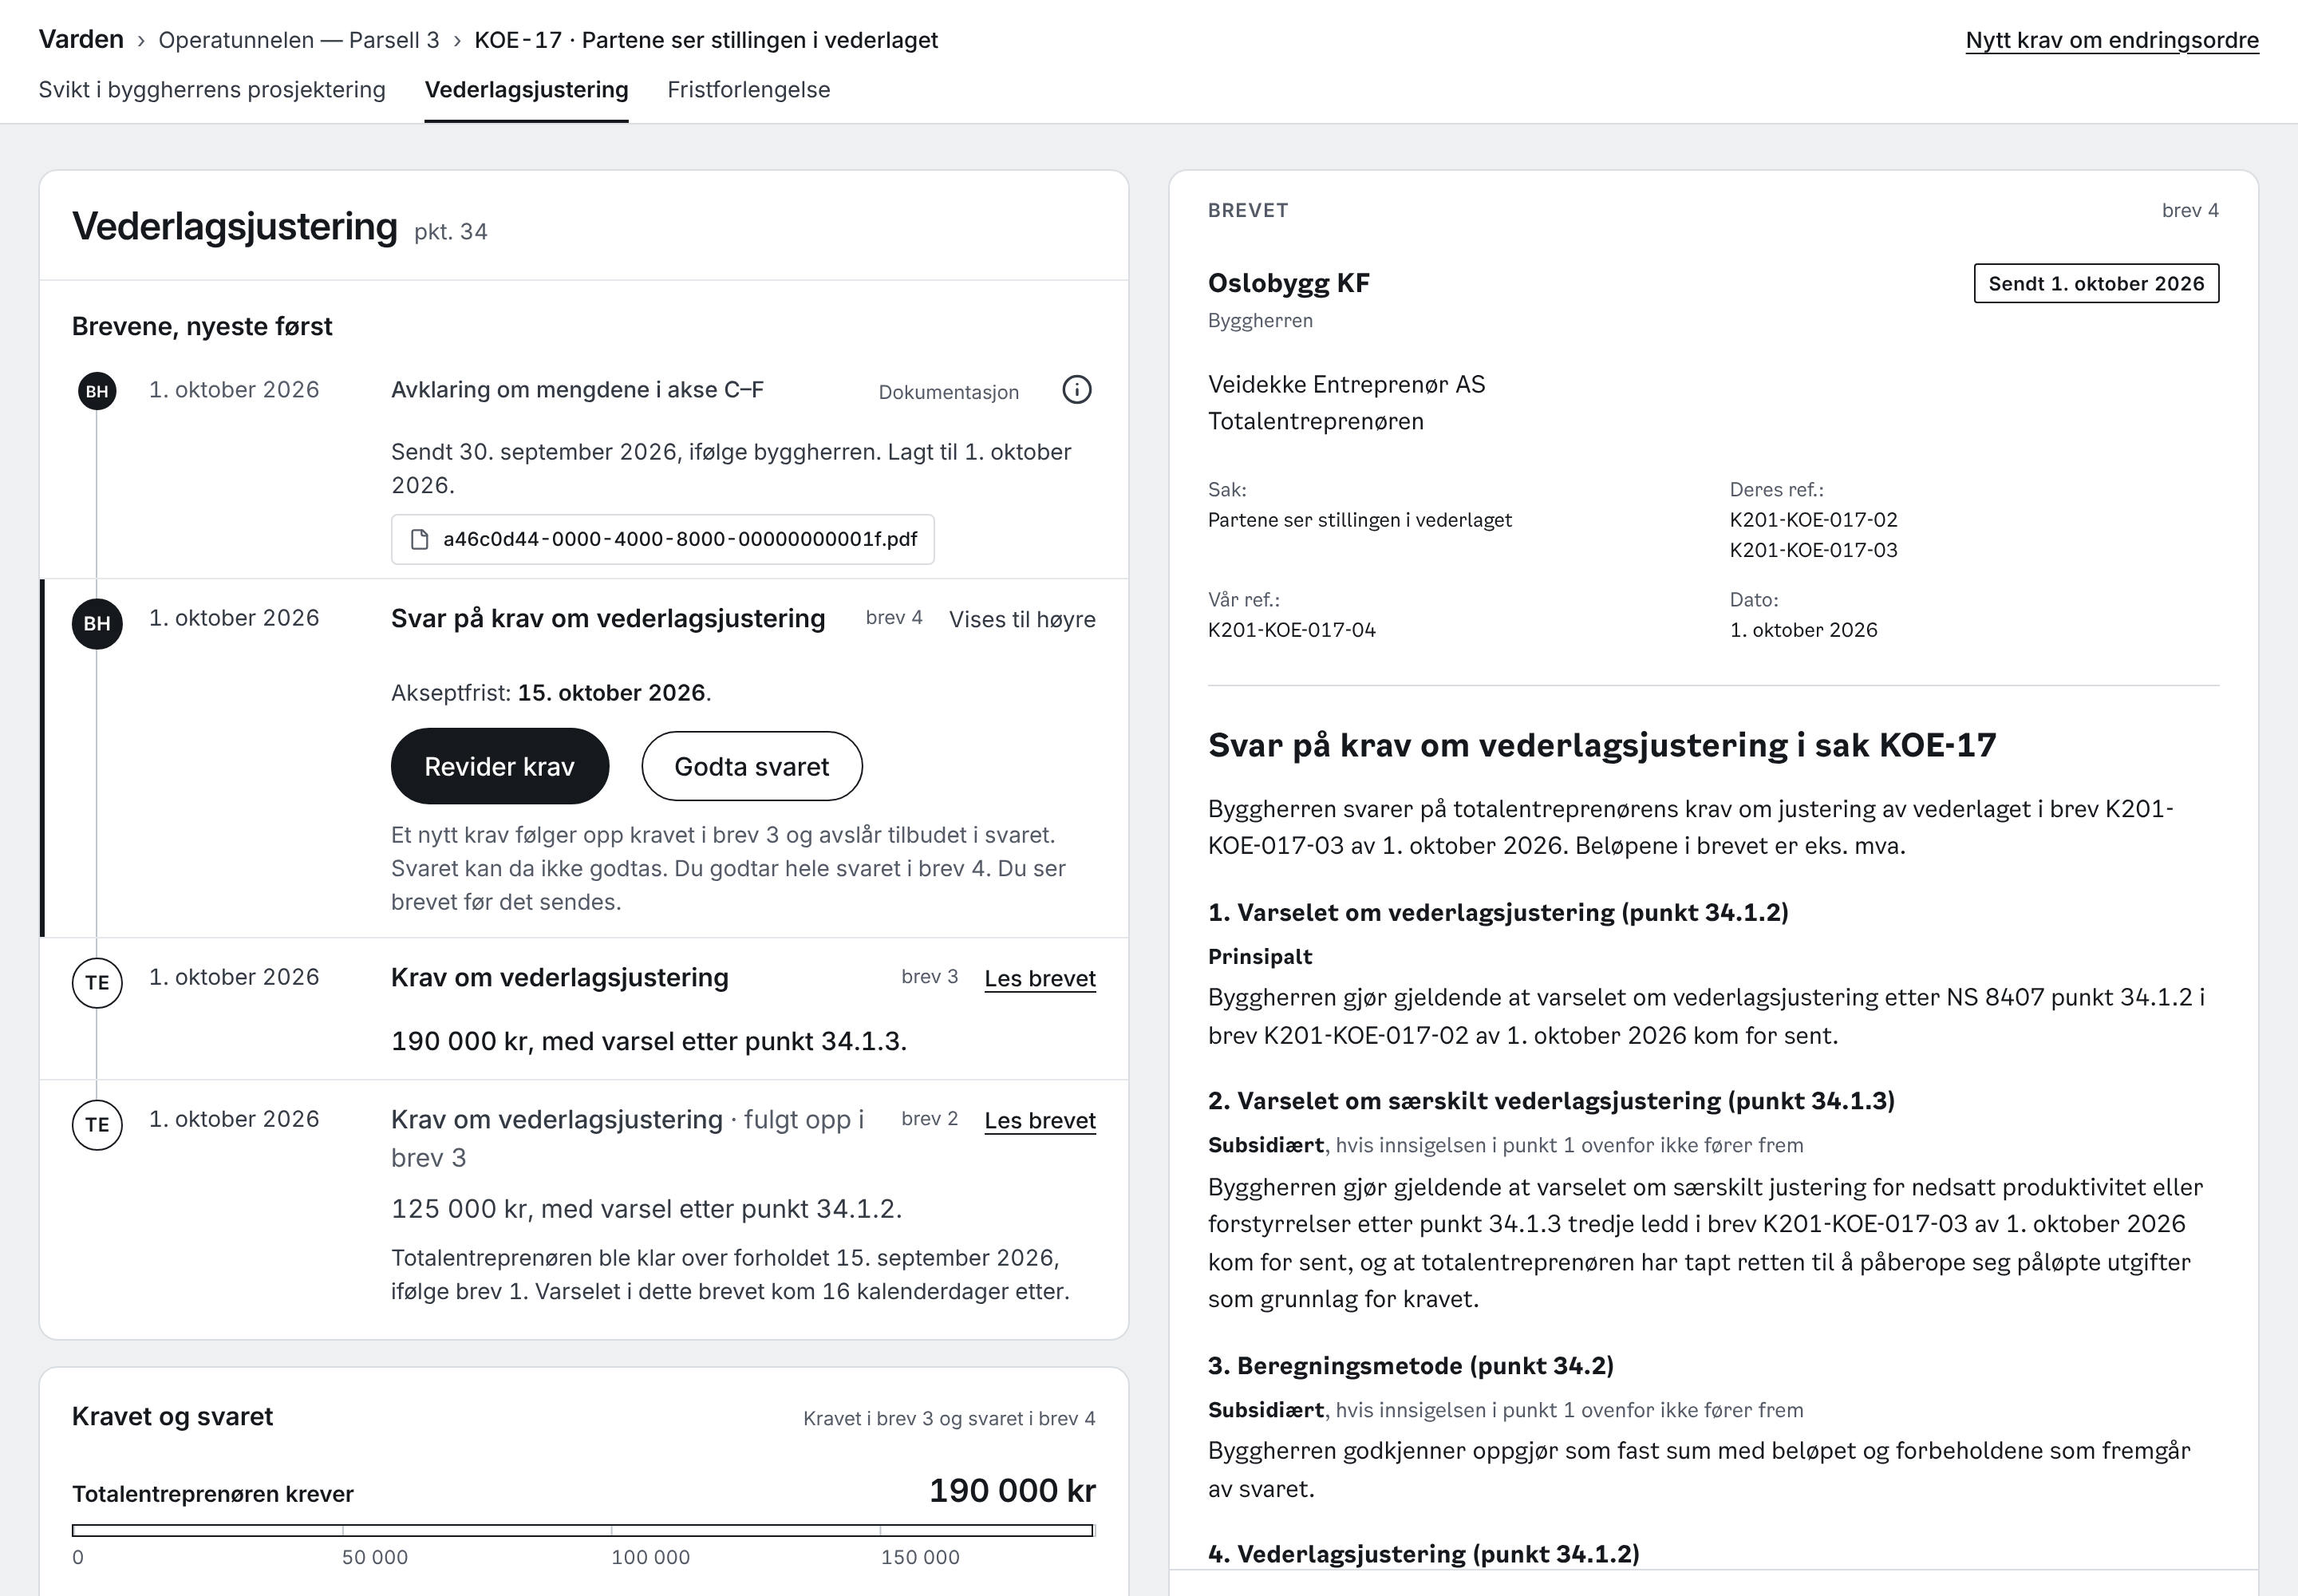 Varden › Operatunnelen — Parsell 3 › KOE-17 · Partene ser stillingen i vederlaget
Nytt krav om endringsordre
Svikt i byggherrens prosjektering
Vederlagsjustering
Fristforlengelse
Vederlagsjustering pkt. 34
Brevene, nyeste først
BH
1. oktober 2026
Avklaring om mengdene i akse C–F
Dokumentasjon
Sendt 30. september 2026, ifølge byggherren. Lagt til 1. oktober
2026.
a46c0d44-0000-4000-8000-00000000001f.pdf
BH
1. oktober 2026
Svar på krav om vederlagsjustering
brev 4
Vises til høyre
Akseptfrist: 15. oktober 2026.
Revider krav
Godta svaret
Et nytt krav følger opp kravet i brev 3 og avslår tilbudet i svaret.
Svaret kan da ikke godtas. Du godtar hele svaret i brev 4. Du ser
brevet før det sendes.
TE
1. oktober 2026
Krav om vederlagsjustering
brev 3
Les brevet
190 000 kr, med varsel etter punkt 34.1.3.
TE
1. oktober 2026
Krav om vederlagsjustering · fulgt opp i
brev 3
brev 2
Les brevet
125 000 kr, med varsel etter punkt 34.1.2.
Totalentreprenøren ble klar over forholdet 15. september 2026,
ifølge brev 1. Varselet i dette brevet kom 16 kalenderdager etter.
Kravet og svaret
Kravet i brev 3 og svaret i brev 4
Totalentreprenøren krever
190 000 kr
0
50 000
100 000
150 000
BREVET
brev 4
Oslobygg KF
Sendt 1. oktober 2026
Byggherren
Veidekke Entreprenør AS
Totalentreprenøren
Sak:
Partene ser stillingen i vederlaget
Deres ref.:
K201-KOE-017-02
K201-KOE-017-03
Vår ref.:
K201-KOE-017-04
Dato:
1. oktober 2026
Svar på krav om vederlagsjustering i sak KOE-17
Byggherren svarer på totalentreprenørens krav om justering av vederlaget i brev K201-
KOE-017-03 av 1. oktober 2026. Beløpene i brevet er eks. mva.
1. Varselet om vederlagsjustering (punkt 34.1.2)
Prinsipalt
Byggherren gjør gjeldende at varselet om vederlagsjustering etter NS 8407 punkt 34.1.2 i
brev K201-KOE-017-02 av 1. oktober 2026 kom for sent.
2. Varselet om særskilt vederlagsjustering (punkt 34.1.3)
Subsidiært, hvis innsigelsen i punkt 1 ovenfor ikke fører frem
Byggherren gjør gjeldende at varselet om særskilt justering for nedsatt produktivitet eller
forstyrrelser etter punkt 34.1.3 tredje ledd i brev K201-KOE-017-03 av 1. oktober 2026
kom for sent, og at totalentreprenøren har tapt retten til å påberope seg påløpte utgifter
som grunnlag for kravet.
3. Beregningsmetode (punkt 34.2)
Subsidiært, hvis innsigelsen i punkt 1 ovenfor ikke fører frem
Byggherren godkjenner oppgjør som fast sum med beløpet og forbeholdene som fremgår
av svaret.
4. Vederlagsjustering (punkt 34.1.2)